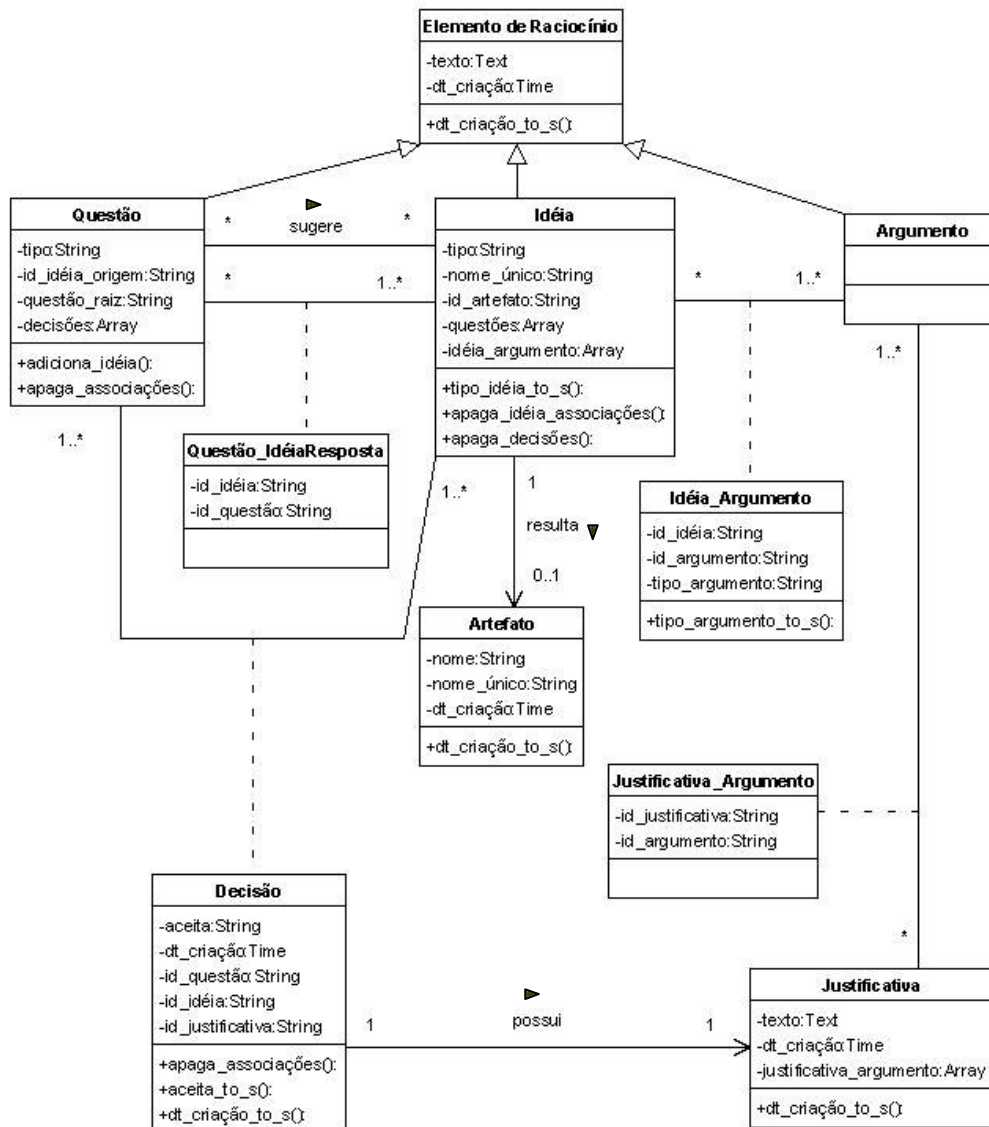 Elemento de Raciocínio
-texto:Text
-dt_criação:Time
+dt_criação_to_s():
Questão
-tipo:String
-id_idéia_origem:String
-questão_raiz:String
-decisões:Array
+adiciona_idéia():
+apaga_associações():
*
sugere
*
*
1..*
Idéia
-tipo:String
-nome_único:String
-id_artefato:String
-questões:Array
-idéia_argumento:Array
+tipo_idéia_to_s():
+apaga_idéia_associações():
+apaga_decisões():
*
1..*
Argumento
1..*
1..*
Questão_IdéiaResposta
-id_idéia:String
-id_questão:String
1..*
1
resulta
0..1
Idéia_Argumento
-id_idéia:String
-id_argumento:String
-tipo_argumento:String
+tipo_argumento_to_s():
Artefato
-nome:String
-nome_único:String
-dt_criação:Time
+dt_criação_to_s():
Justificativa_Argumento
-id_justificativa:String
-id_argumento:String
Decisão
-aceita:String
-dt_criação:Time
-id_questão:String
-id_idéia:String
-id_justificativa:String
+apaga_associações():
+aceita_to_s():
+dt_criação_to_s():
1
possui
1
*
Justificativa
-texto:Text
-dt_criação:Time
-justificativa_argumento:Array
+dt_criação_to_s():